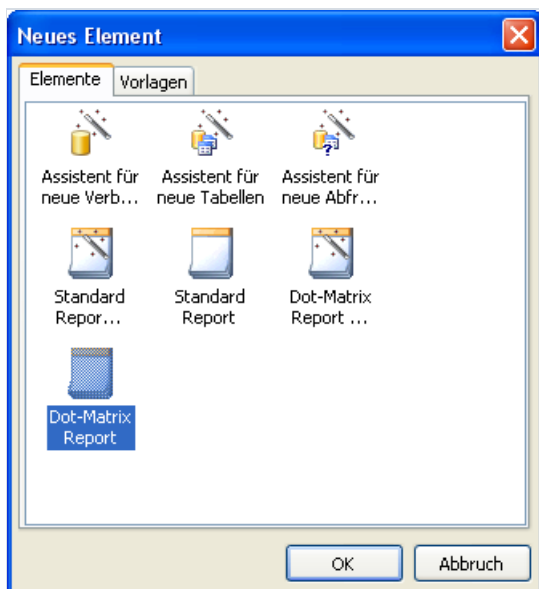 Neues Element
Elemente Vorlagen
Assistent für Assistent für Assistent für
neue Verb... neue Tabellen neue Abfr...
Standard Standard Dot-Matrix
Repor... Report Report ...
Dot-Matrix
Report
OK Abbruch